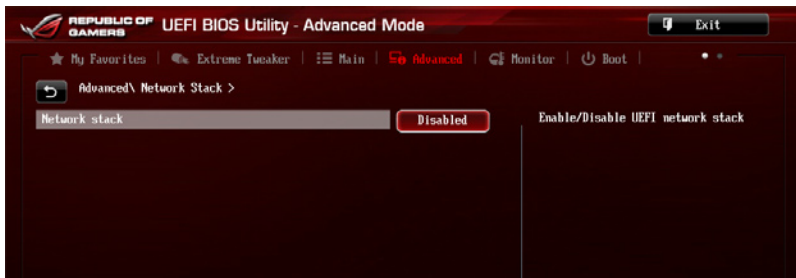 REPUBLIC OF GAMERS UEFI BIOS Utility - Advanced Mode Exit
My Favorites | Extreme Tweaker | Main | Advanced | Monitor | Boot |
Advanced\ Network Stack >
Network stack Disabled Enable/Disable UEFI network stack